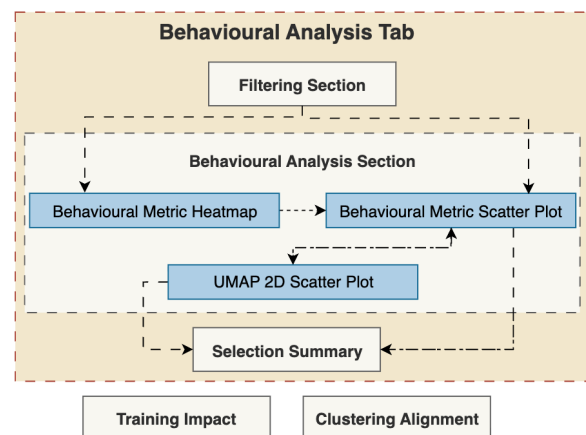 Behavioural Analysis Tab
Filtering Section
Behavioural Analysis Section
Behavioural Metric Heatmap
Behavioural Metric Scatter Plot
UMAP 2D Scatter Plot
Selection Summary
Training Impact
Clustering Alignment